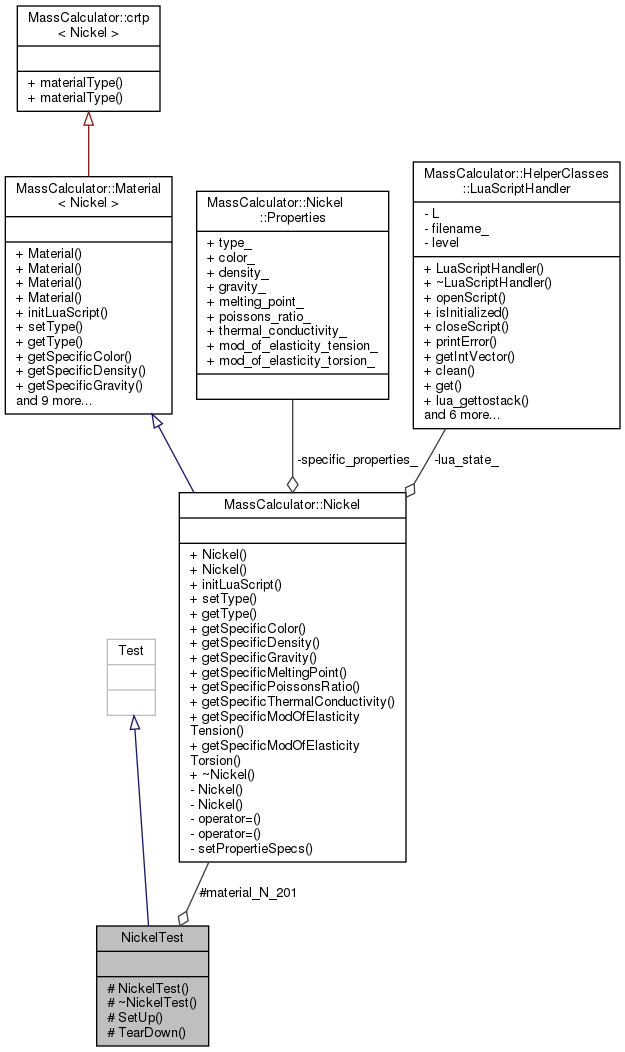 MassCalculator::crtp
< Nickel >
+ materialType()
+ materialType()
MassCalculator::Material
< Nickel >
+ Material()
+ Material()
+ Material()
+ Material()
+ initLuaScript()
+ setType()
+ getType()
+ getSpecificColor()
+ getSpecificDensity()
+ getSpecificGravity()
and 9 more...
MassCalculator::Nickel
::Properties
+ type_
+ color_
+ density_
+ gravity_
+ melting_point_
+ poissons_ratio_
+ thermal_conductivity_
+ mod_of_elasticity_tension_
+ mod_of_elasticity_torsion_
MassCalculator::HelperClasses
::LuaScriptHandler
- L
- filename_
- level
+ LuaScriptHandler()
+ ~LuaScriptHandler()
+ openScript()
+ isInitialized()
+ closeScript()
+ printError()
+ getIntVector()
+ clean()
+ get()
+ lua_gettostack()
and 6 more...
-specific_properties_
-lua_state_
MassCalculator::Nickel
+ Nickel()
+ Nickel()
+ initLuaScript()
+ setType()
+ getType()
+ getSpecificColor()
+ getSpecificDensity()
+ getSpecificGravity()
+ getSpecificMeltingPoint()
+ getSpecificPoissonsRatio()
+ getSpecificThermalConductivity()
+ getSpecificModOfElasticity
Tension()
+ getSpecificModOfElasticity
Torsion()
+ ~Nickel()
- Nickel()
- Nickel()
- operator=()
- operator=()
- setPropertieSpecs()
Test
#material_N_201
NickelTest
# NickelTest()
# ~NickelTest()
# SetUp()
# TearDown()